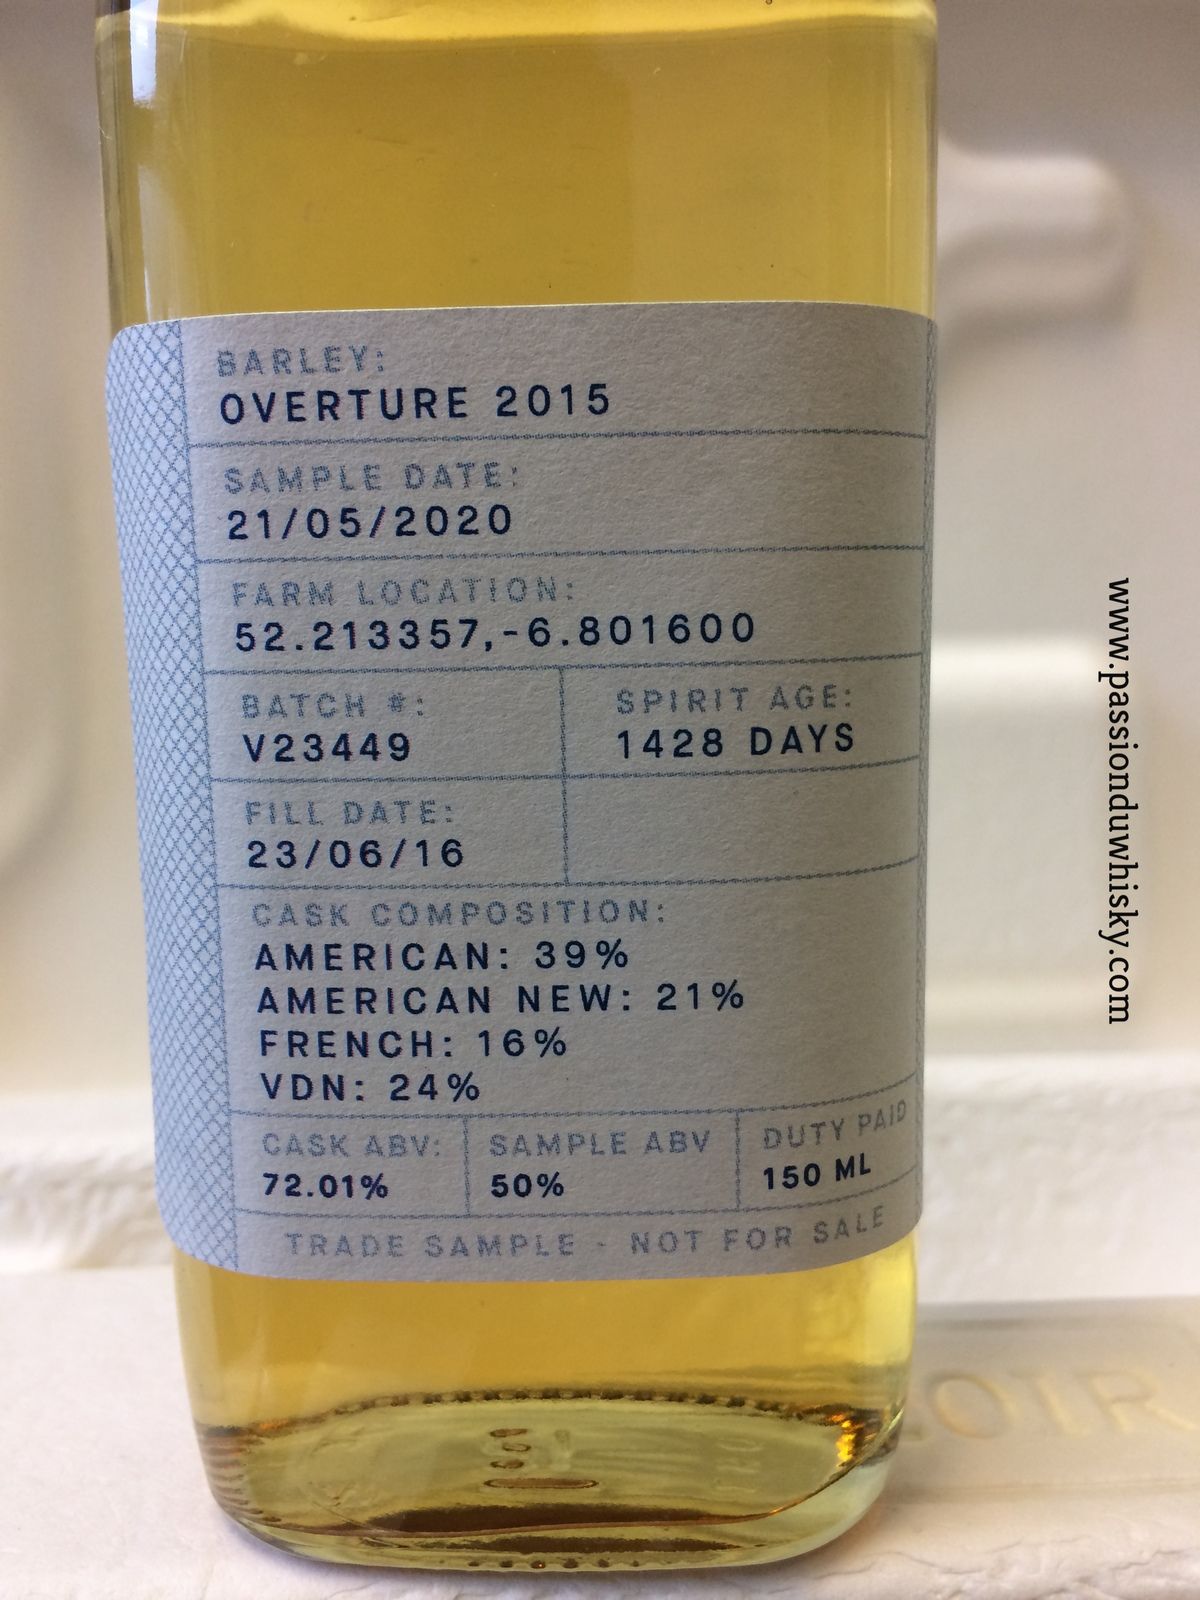 BARLEY:
OVERTURE 2015
SAMPLE DATE:
21/05/2020
FARM LOCATION:
52.213357,-6.801600
BATCH #:
V23449
SPIRIT AGE:
1428 DAYS
FILL DATE:
23/06/16
CASK COMPOSITION:
AMERICAN: 39%
AMERICAN NEW: 21%
FRENCH: 16%
VDN: 24%
CASK ABV:
72.01%
SAMPLE ABV
50%
DUTY PAID
150 ML
TRADE SAMPLE - NOT FOR SALE
www.passionduwhisky.com